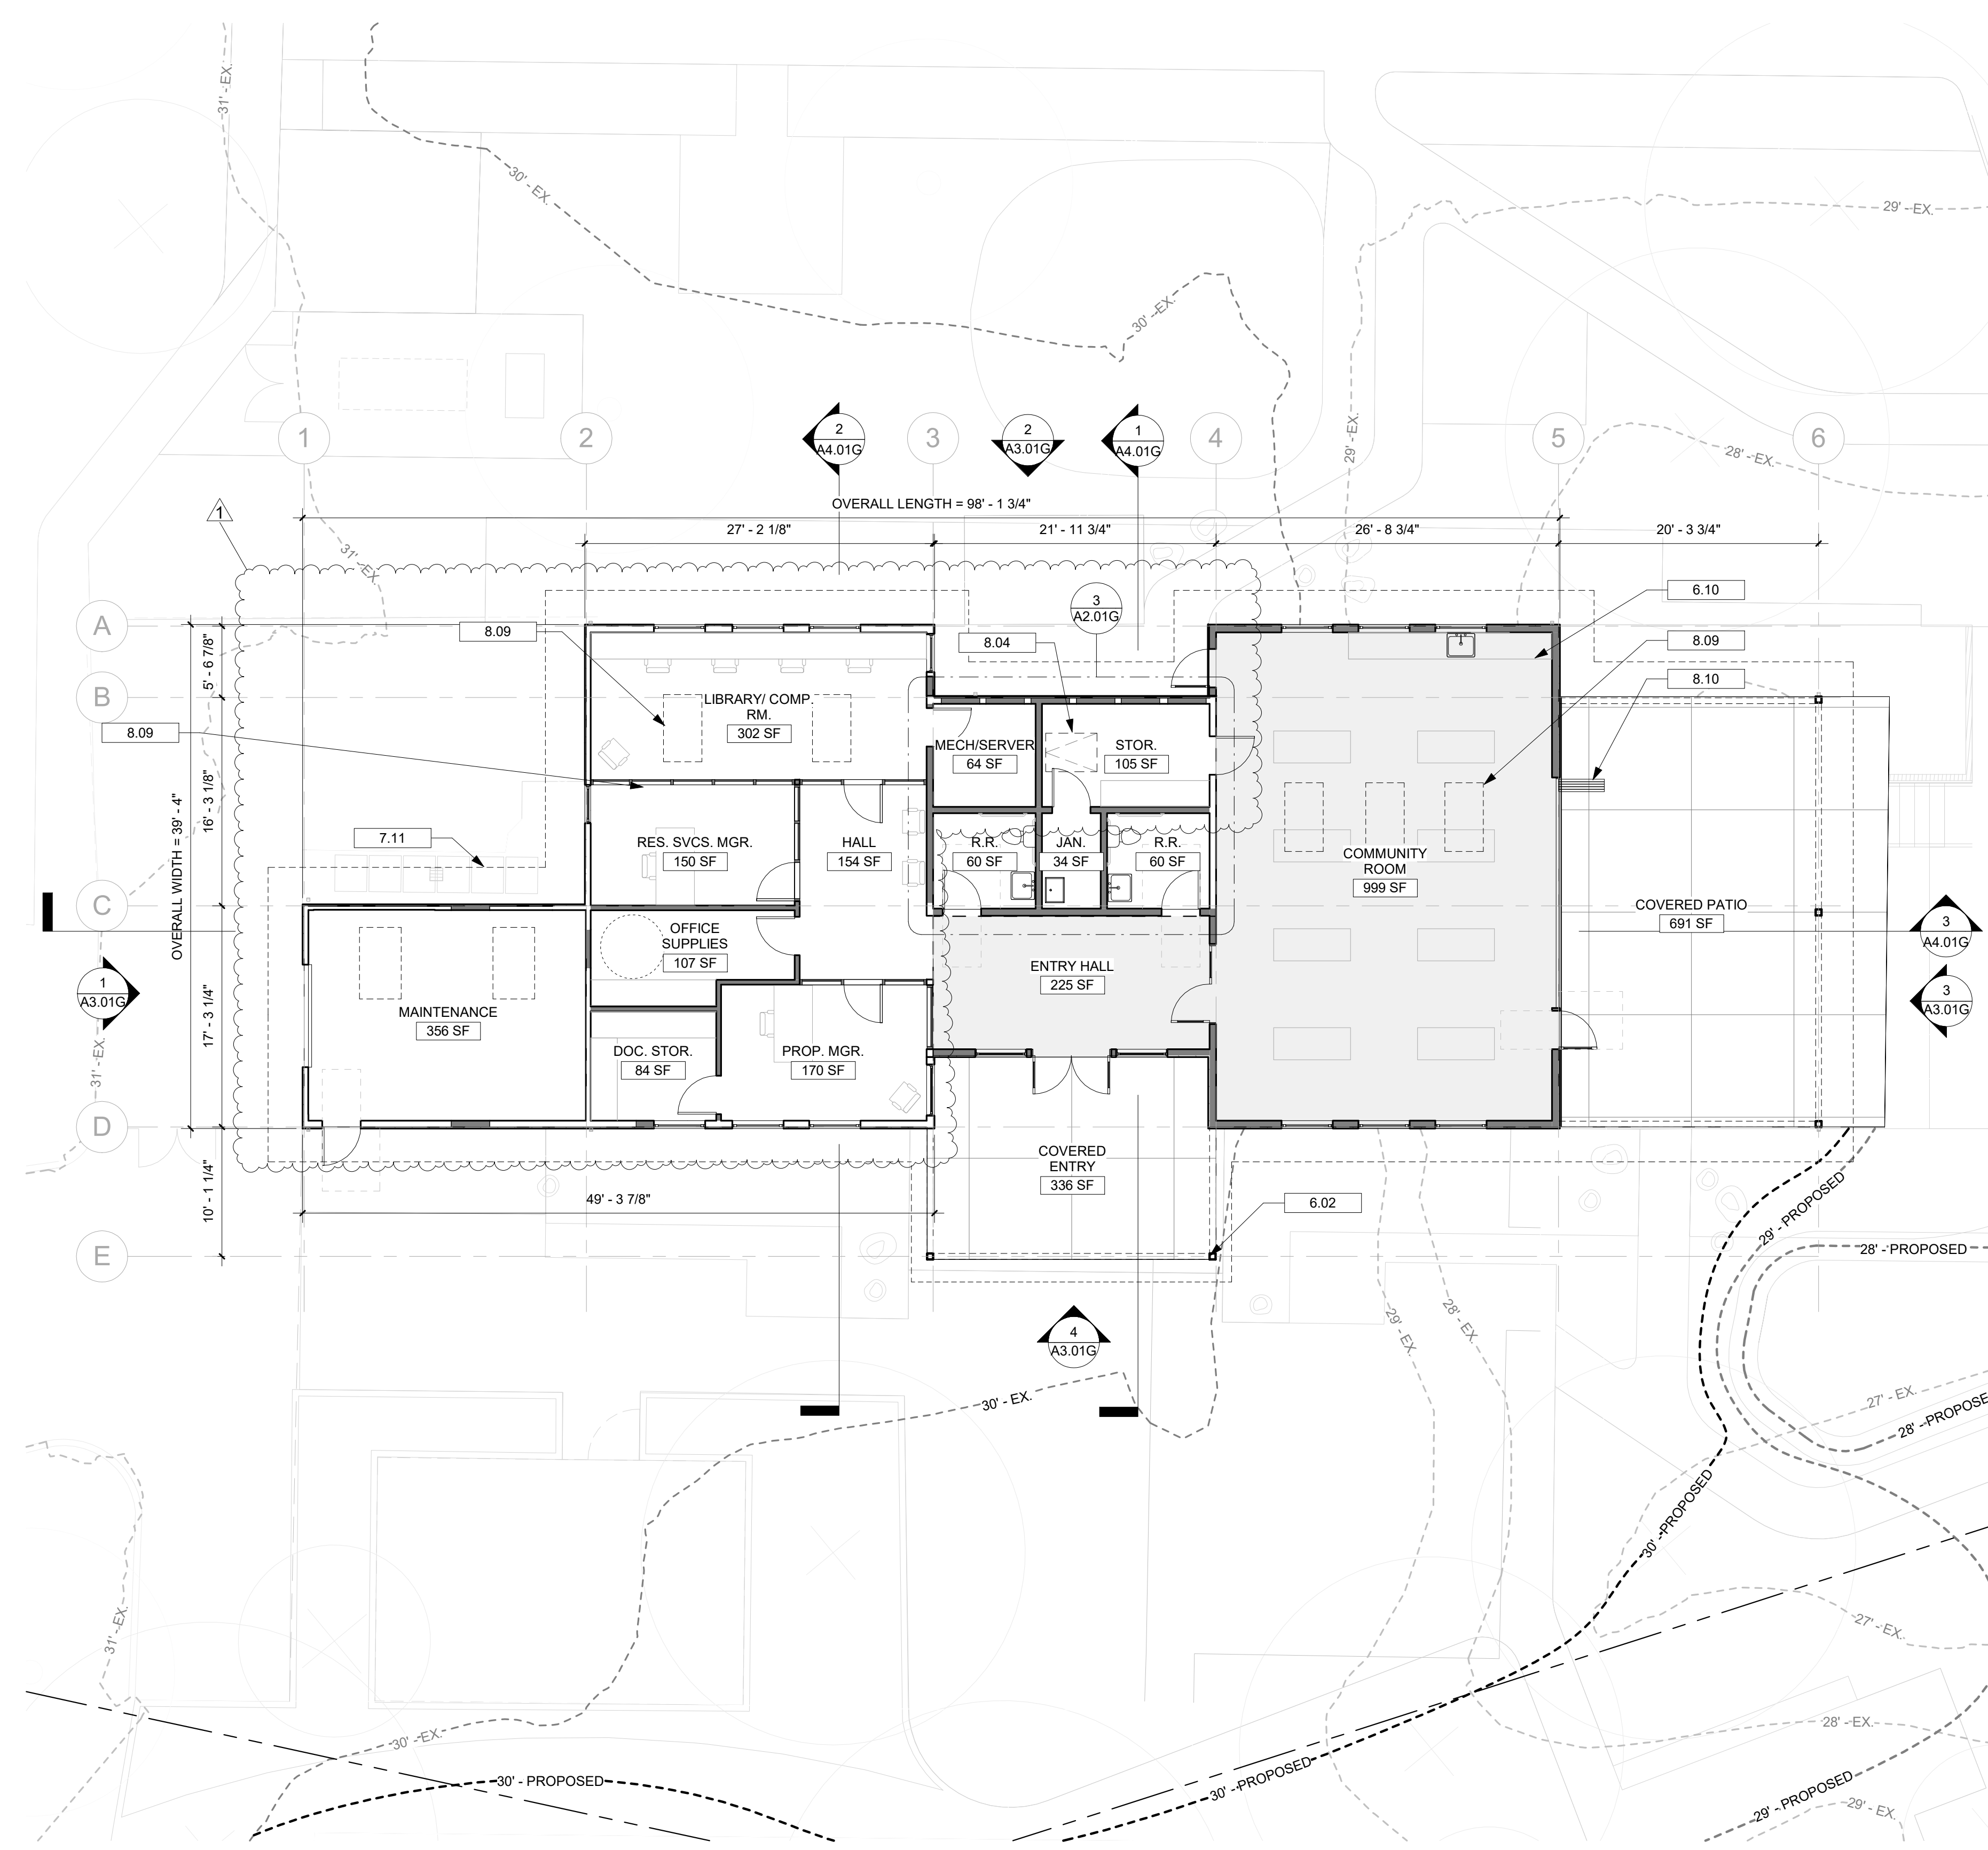 31' - EX.
30' - EX.
29' - EX.
30' - EX.
29' - EX.
28' - EX.
1
2
2
A4.01G
3
2
A3.01G
1
A4.01G
4
5
6
OVERALL LENGTH = 98' - 1 3/4"
1
27' - 2 1/8"
21' - 11 3/4"
26' - 8 3/4"
20' - 3 3/4"
31' - EX.
A
8.09
3
A2.01G
8.04
6.10
8.09
8.10
5' - 6 7/8"
B
8.09
LIBRARY/ COMP.
RM.
302 SF
MECH/SERVER
64 SF
STOR.
105 SF
16' - 3 1/8"
OVERALL WIDTH = 39' - 4"
7.11
RES. SVCS. MGR.
150 SF
HALL
154 SF
R.R.
60 SF
JAN.
34 SF
R.R.
60 SF
COMMUNITY
ROOM
999 SF
COVERED PATIO
691 SF
C
3
A4.01G
OFFICE
SUPPLIES
107 SF
ENTRY HALL
225 SF
1
A3.01G
3
A3.01G
MAINTENANCE
356 SF
17' - 3 1/4"
31' - EX.
DOC. STOR.
84 SF
PROP. MGR.
170 SF
D
COVERED
ENTRY
336 SF
10' - 1 1/4"
49' - 3 7/8"
6.02
29' - PROPOSED
28' - PROPOSED
E
4
A3.01G
29' - EX.
28' - EX.
30' - EX.
27' - EX.
28' - PROPOSE
30' - PROPOSED
31' - EX.
27' - EX.
30' - EX.
28' - EX.
30' - PROPOSED
30' - PROPOSED
29' - PROPOSED
29' - EX.